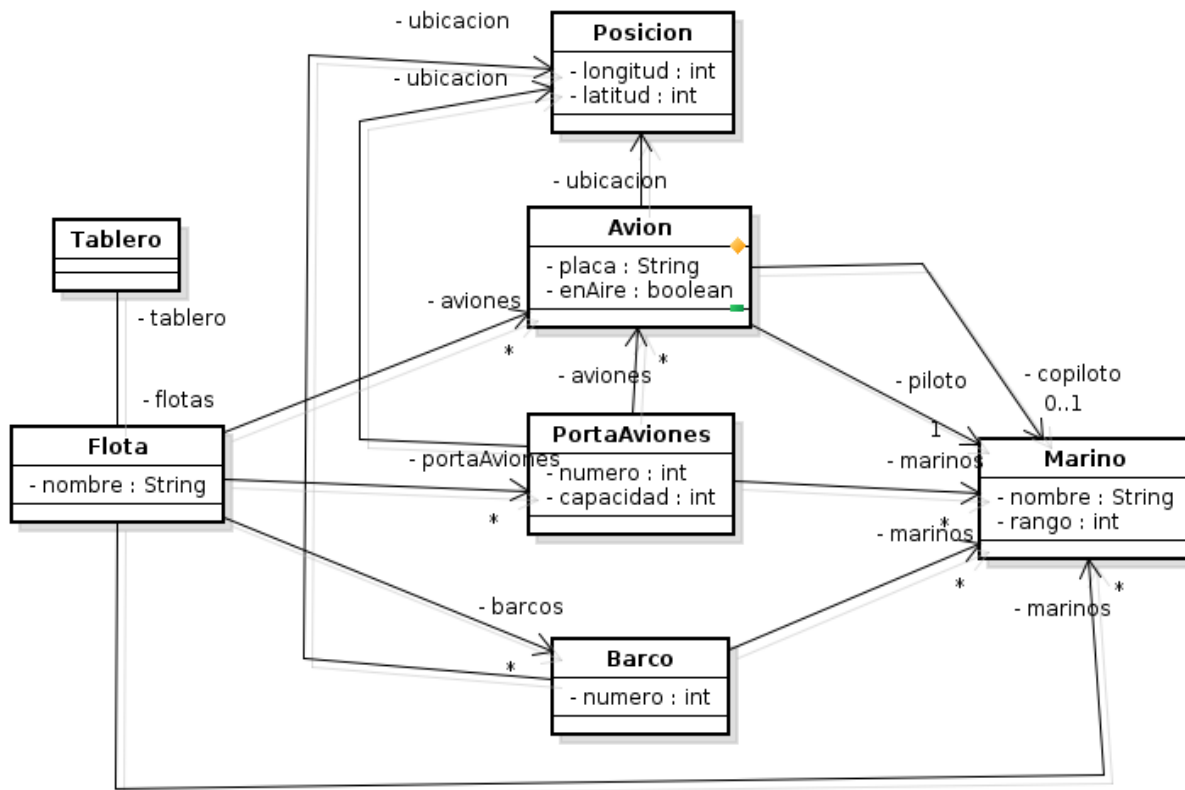 - ubicacion
Posicion
- longitud : int
- latitud : int
- ubicacion
- ubicacion
Tablero
- tablero
Avion
- placa : String
- enAire : boolean
- aviones
*
*
- aviones
- piloto
1
- copiloto
0..1
- flotas
Flota
- nombre : String
- portaAviones
*
PortaAviones
- numero : int
- capacidad : int
- marinos
*
Marino
- nombre : String
- rango : int
- marinos
*
- barcos
*
Barco
- numero : int
- marinos
*